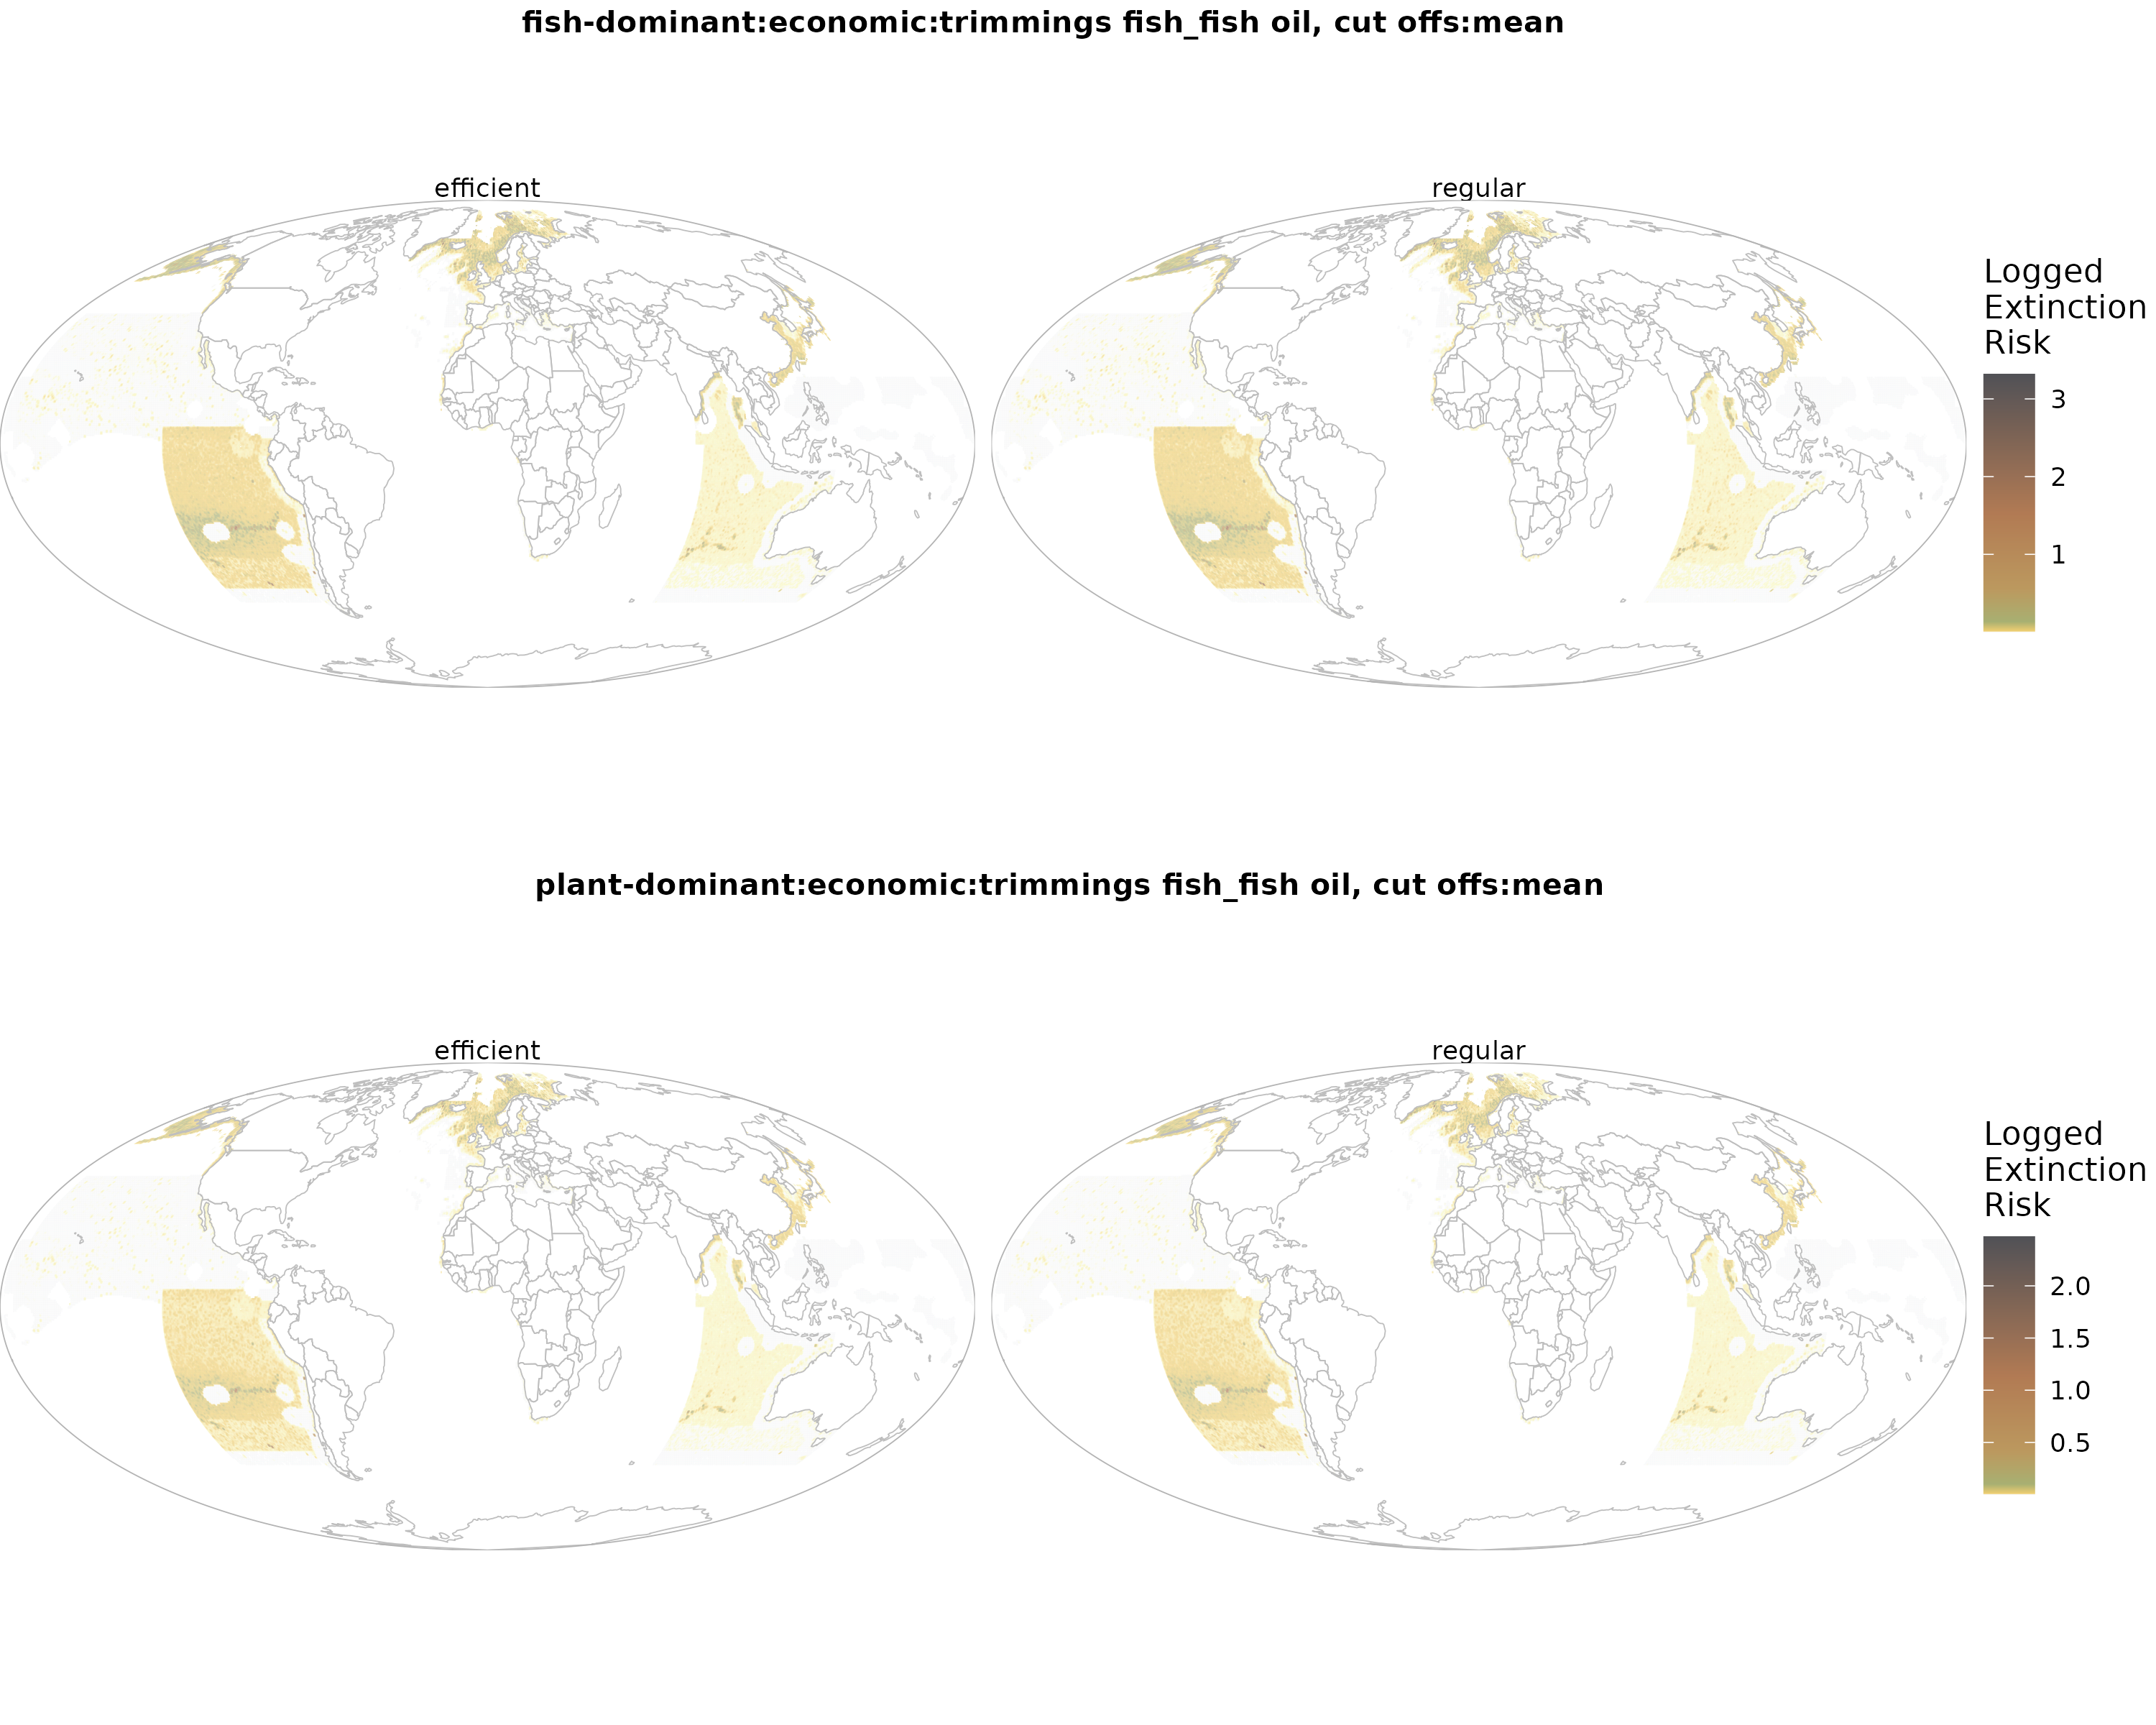 fish-dominant:economic:trimmings fish_fish oil, cut offs:mean
efficient
regular
Logged
Extinction
Risk
3
2
1
plant-dominant:economic:trimmings fish_fish oil, cut offs:mean
efficient
regular
Logged
Extinction
Risk
2.0
1.5
1.0
0.5